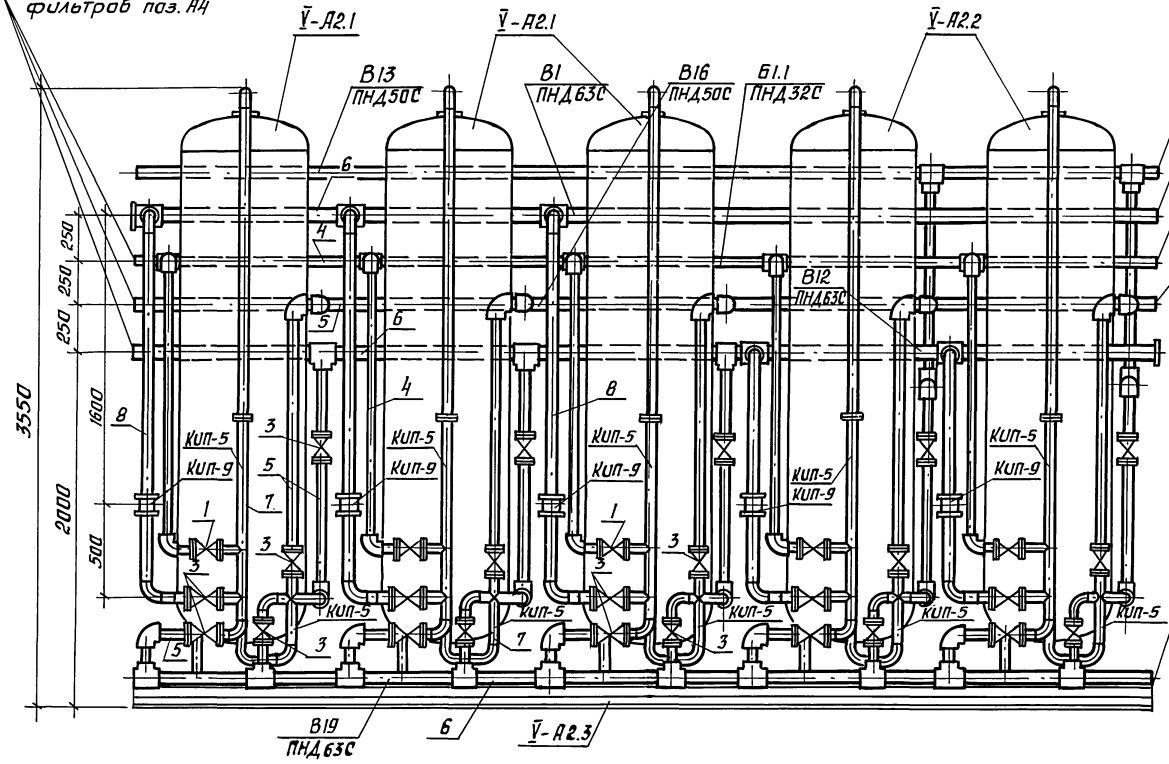 фильтров поз. А4
V-А2.1
V-А2.1
V-А2.2
В13
ПНД50С
В1
ПНД63С
В16
ПНД50С
Б1.1
ПНД32С
6
4
5
6
В12
ПНД63С
250
250
250
3550
2000
1600
500
8
4
8
3
5
7
КИП-5
КИП-9
КИП-5
КИП-9
КИП-5
КИП-9
КИП-5
КИП-9
КИП-5
КИП-9
1
1
3
3
3
3
КИП-5
КИП-5
КИП-5
КИП-5
КИП-5
5
3
7
3
В19
ПНД63С
6
V-А2.3